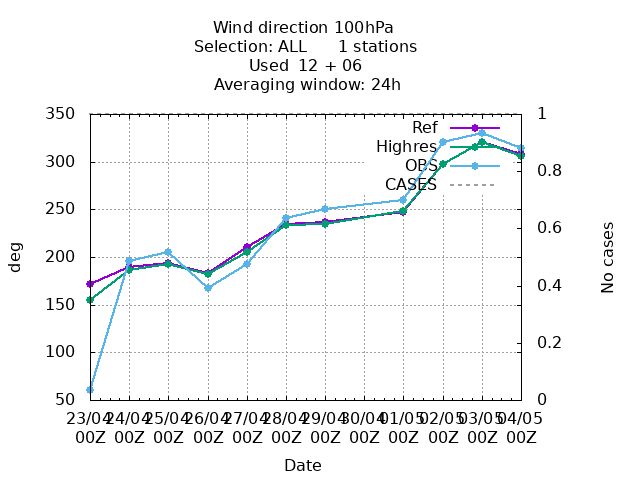 Wind direction 100hPa
Selection: ALL 1 stations
Used 12 + 06
Averaging window: 24h
350
300
250
200
150
100
50
deg
1
0.8
0.6
0.4
0.2
0
No cases
Ref
Highres
OBS
CASES
23/04 24/04 25/04 26/04 27/04 28/04 29/04 30/04 01/05 02/05 03/05 04/05
00Z 00Z 00Z 00Z 00Z 00Z 00Z 00Z 00Z 00Z 00Z 00Z
Date